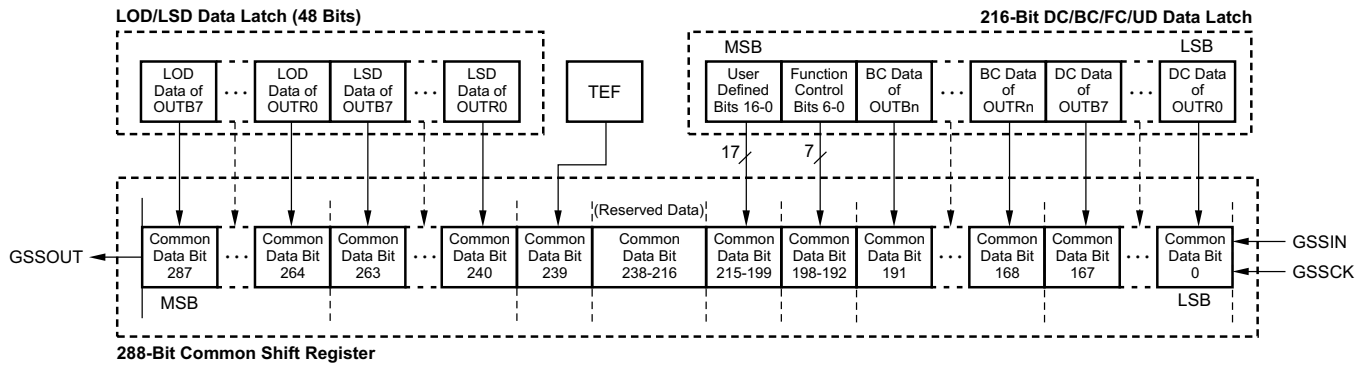 LOD/LSD Data Latch (48 Bits)
216-Bit DC/BC/FC/UD Data Latch
MSB
LSB
LOD
Data of
OUTB7
...
LOD
Data of
OUTR0
LSD
Data of
OUTB7
...
LSD
Data of
OUTR0
TEF
User
Defined
Bits 16-0
Function
Control
Bits 6-0
BC Data
of
OUTBn
...
BC Data
of
OUTRn
DC Data
of
OUTB7
...
DC Data
of
OUTR0
17
7
(Reserved Data)
GSSOUT
Common
Data Bit
287
...
Common
Data Bit
264
Common
Data Bit
263
...
Common
Data Bit
240
Common
Data Bit
239
Common
Data Bit
238-216
Common
Data Bit
215-199
Common
Data Bit
198-192
Common
Data Bit
191
...
Common
Data Bit
168
Common
Data Bit
167
...
Common
Data Bit
0
GSSIN
GSSCK
MSB
LSB
288-Bit Common Shift Register